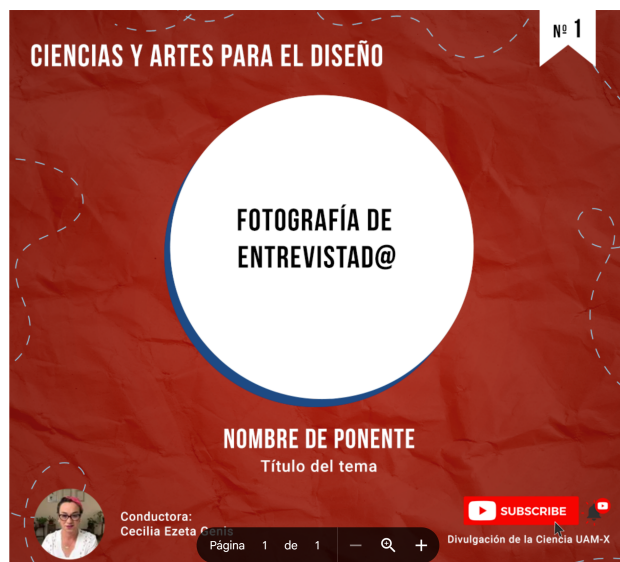 Nº 1
CIENCIAS Y ARTES PARA EL DISEÑO
FOTOGRAFÍA DE
ENTREVISTAD@
NOMBRE DE PONENTE
Título del tema
Conductora:
Cecilia Ezeta Genis
SUBSCRIBE
Divulgación de la Ciencia UAM-X
Página 1 de 1